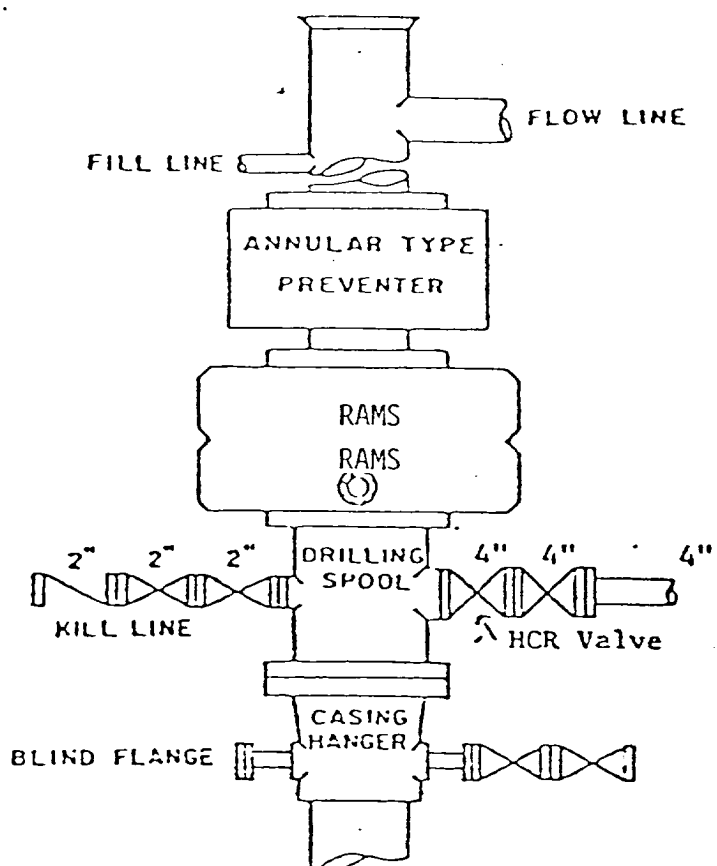 FLOW LINE
FILL LINE
ANNULAR TYPE
PREVENTER
RAMS
RAMS
2" 2" 2"
DRILLING
SPOOL
4" 4" 4"
KILL LINE
HCR Valve
CASING
HANGER
BLIND FLANGE